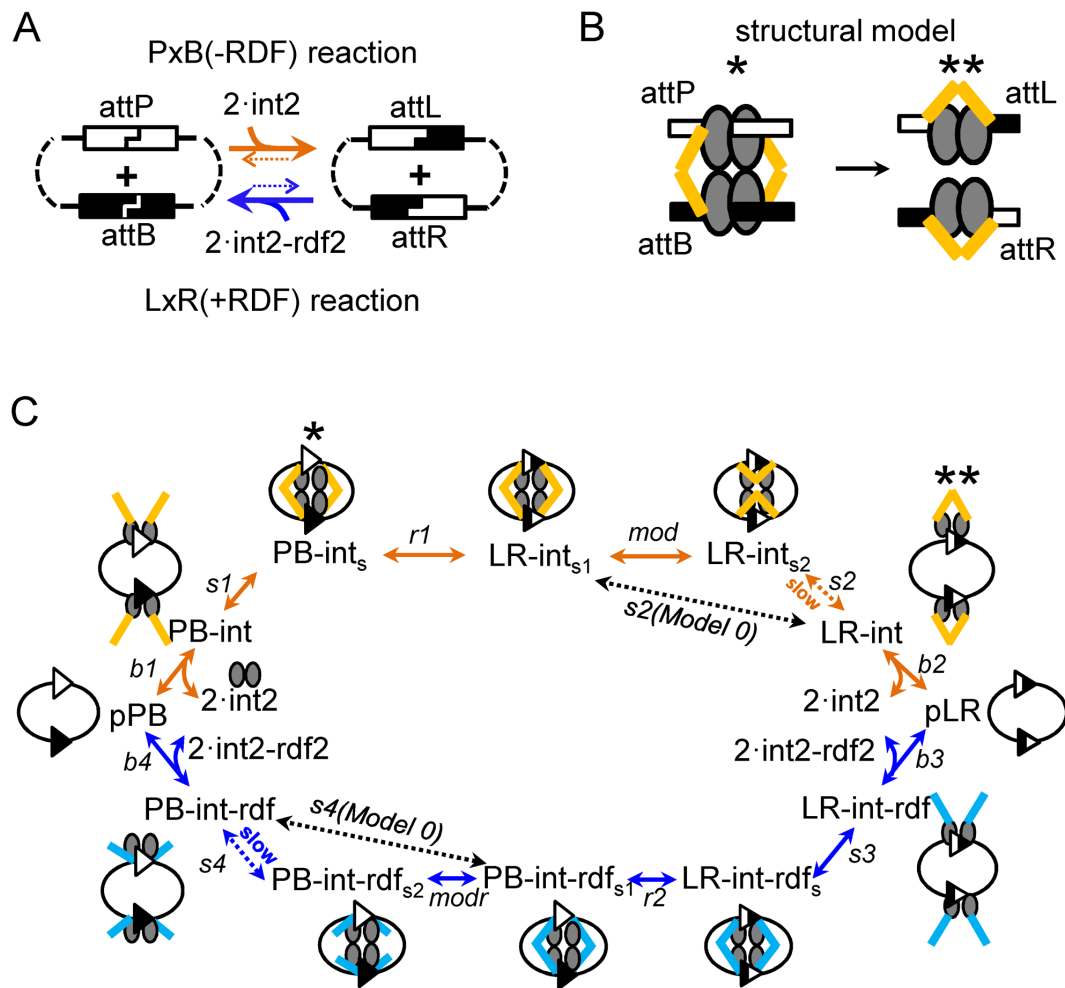 A
PxB(-RDF) reaction
attP
2·int2
attL
+
+
attB
2·int2-rdf2
attR
LxR(+RDF) reaction
B
structural model
*
**
attP
attL
attB
attR
C
*
**
PB-ints
r1
LR-ints1
mod
LR-ints2
s1
s2
slow
s2(Model 0)
PB-int
LR-int
b1
b2
2·int2
2·int2
pPB
pLR
2·int2-rdf2
2·int2-rdf2
b4
b3
PB-int-rdf
s4(Model 0)
LR-int-rdf
slow
s4
s3
PB-int-rdfs2
modr
PB-int-rdfs1
r2
LR-int-rdfs